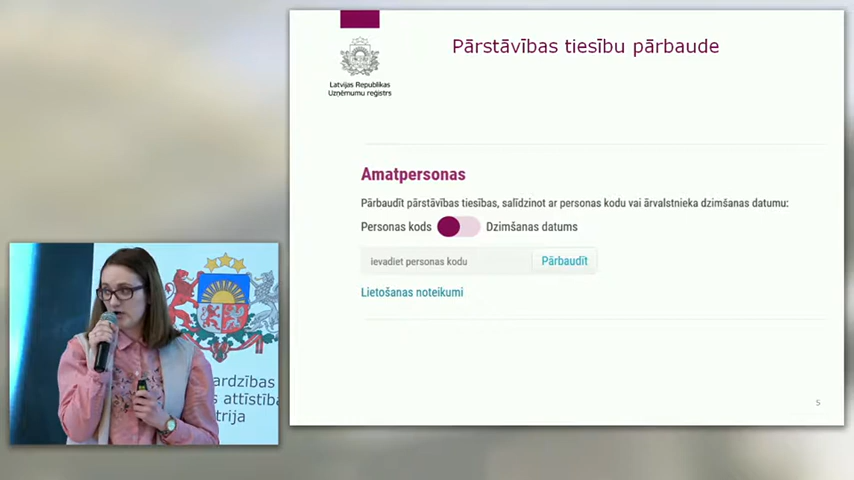 Latvijas Republikas
Uzņēmumu reģistrs
Pārstāvības tiesību pārbaude
Amatpersonas
Pārbaudīt pārstāvības tiesības, salīdzinot ar personas kodu vai ārvalstnieka dzimšanas datumu:
Personas kods
Dzimšanas datums
ievadiet personas kodu
Pārbaudīt
Lietošanas noteikumi
5
ardzības
s attīstība
trija